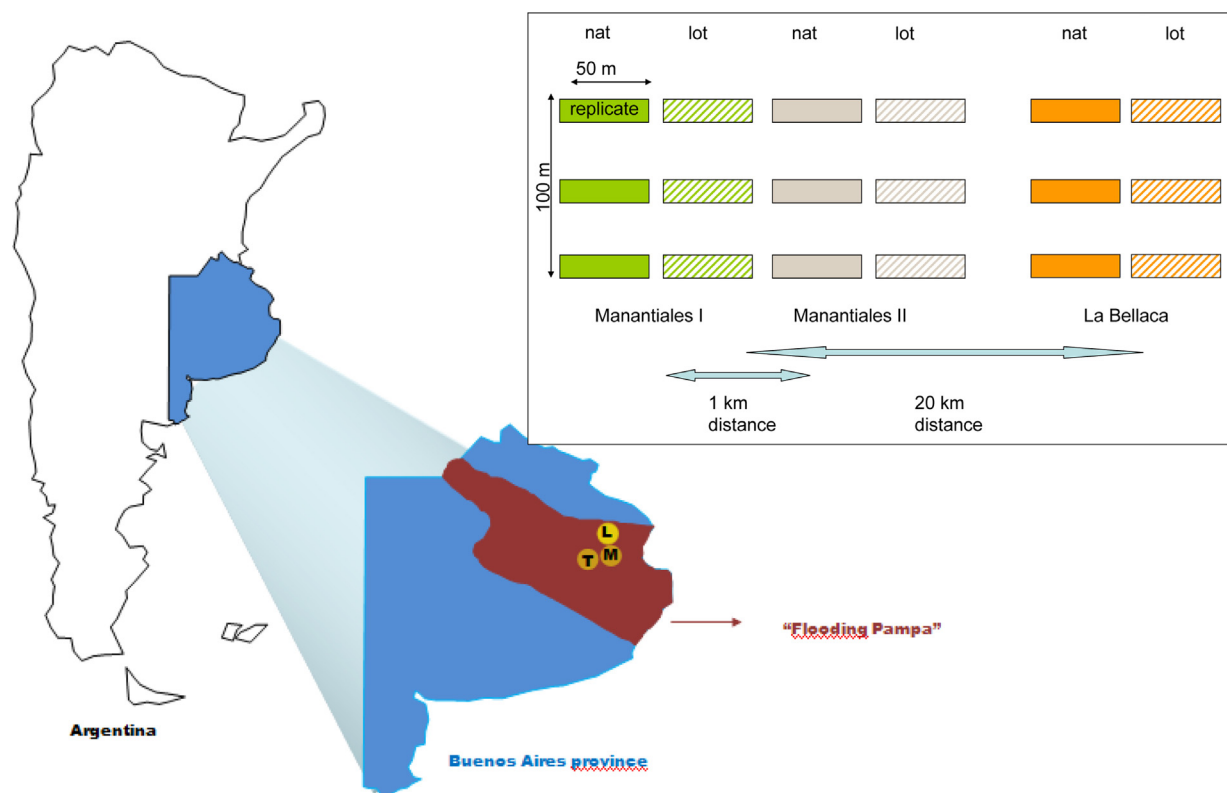 nat lot nat lot nat lot
50 m
replicate
100 m
Manantiales I Manantiales II La Bellaca
1 km
distance
20 km
distance
L
T M
“Flooding Pampa”
Argentina
Buenos Aires province